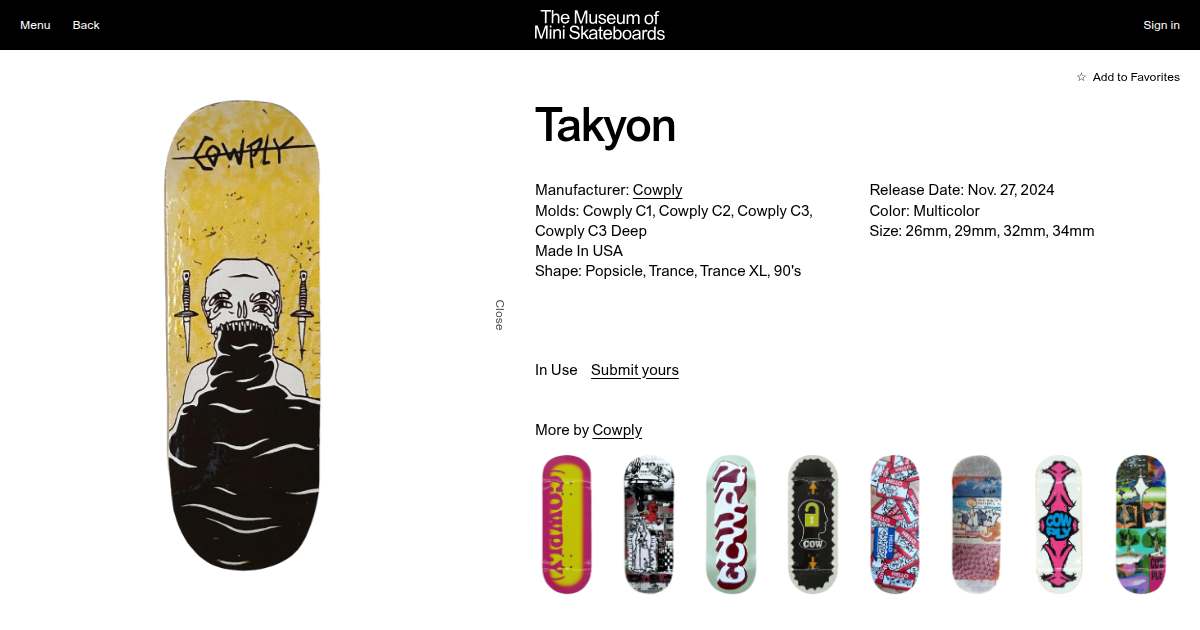 Menu
Back
The Museum of
Mini Skateboards
Sign in
☆ Add to Favorites
COWPLY
Takyon
Manufacturer: Cowply
Molds: Cowply C1, Cowply C2, Cowply C3,
Cowply C3 Deep
Made In USA
Shape: Popsicle, Trance, Trance XL, 90's
Release Date: Nov. 27, 2024
Color: Multicolor
Size: 26mm, 29mm, 32mm, 34mm
Close
In Use
Submit yours
More by Cowply
COWPLY
COWPLY
COW
HELLO
COW
PLY